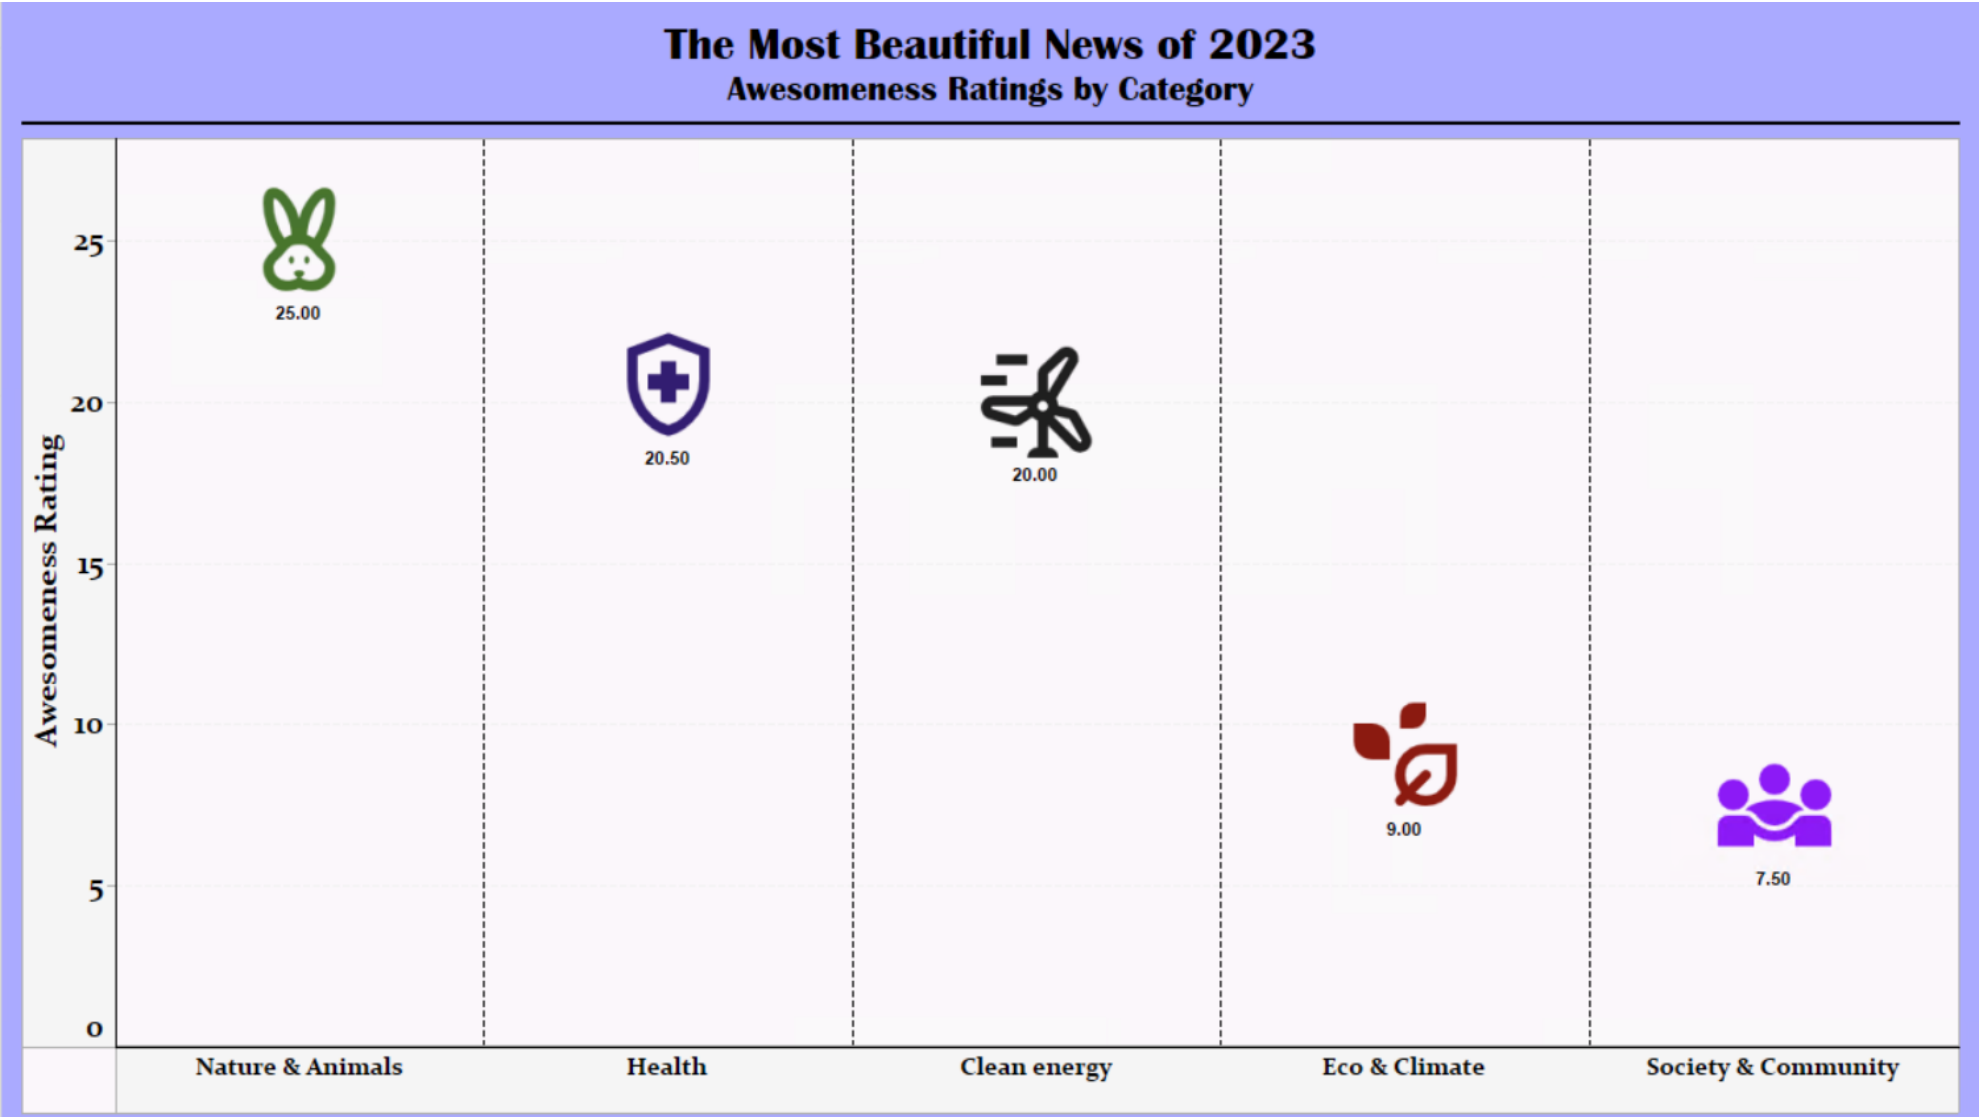 The Most Beautiful News of 2023
Awesomeness Ratings by Category
Awesomeness Rating
25
20
15
10
5
0
25.00
20.50
20.00
9.00
7.50
Nature & Animals
Health
Clean energy
Eco & Climate
Society & Community